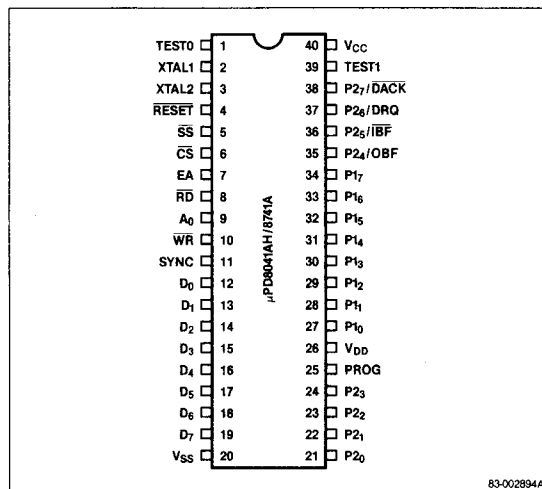 TEST0 1 40 VCC
XTAL1 2 39 TEST1
XTAL2 3 38 P27/DACK
RESET 4 37 P26/DRQ
SS 5 36 P25/IBF
CS 6 35 P24/OBF
EA 7 34 P17
RD 8 33 P16
A0 9 32 P15
WR 10 31 P14
SYNC 11 30 P13
D0 12 29 P12
D1 13 28 P11
D2 14 27 P10
D3 15 26 VDD
D4 16 25 PROG
D5 17 24 P23
D6 18 23 P22
D7 19 22 P21
VSS 20 21 P20
μPD8041AH/8741A
83-002894A